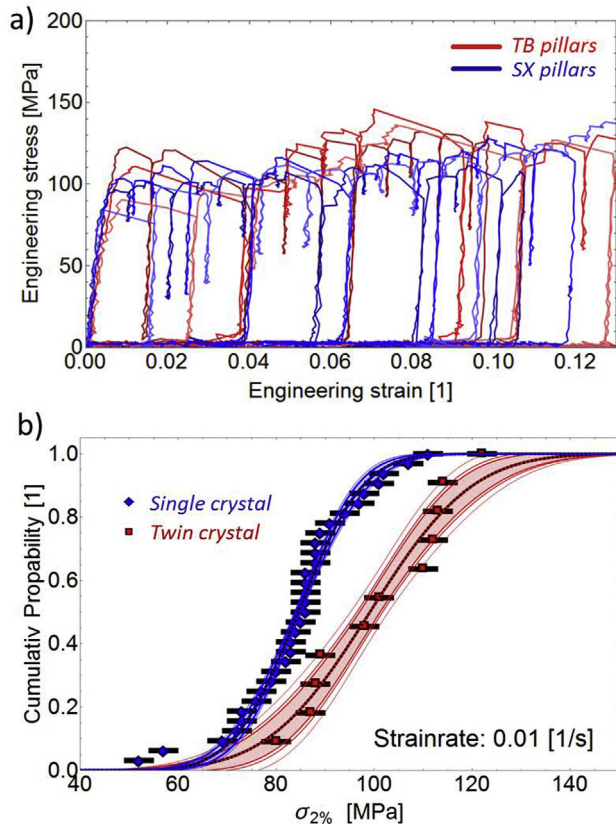 a)
200
150
100
50
0
Engineering stress [MPa]
TB pillars
SX pillars
0.00 0.02 0.04 0.06 0.08 0.10 0.12
Engineering strain [1]
b)
1.0
0.8
0.6
0.4
0.2
0.0
Cumulativ Propability [1]
Single crystal
Twin crystal
Strainrate: 0.01 [1/s]
40 60 80 100 120 140
σ2% [MPa]